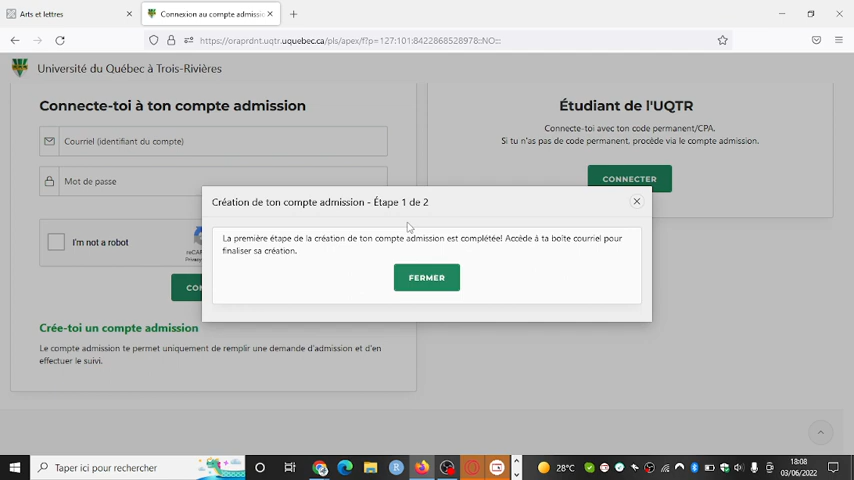 Arts et lettres
Connexion au compte admissio
https://oraprdnt.uqtr.uquebec.ca/pls/apex/f?p=127:101:8422868528978::NO:::
Université du Québec à Trois-Rivières
Connecte-toi à ton compte admission
Courriel (identifiant du compte)
Mot de passe
I'm not a robot
Crée-toi un compte admission
Le compte admission te permet uniquement de remplir une demande d'admission et d'en
effectuer le suivi.
Étudiant de l'UQTR
Connecte-toi avec ton code permanent/CPA.
Si tu n'as pas de code permanent, procède via le compte admission.
CONNECTER
Création de ton compte admission - Étape 1 de 2
La première étape de la création de ton compte admission est complétée! Accède à ta boîte courriel pour
finaliser sa création.
FERMER
Taper ici pour rechercher
28°C
18:08
03/06/2022